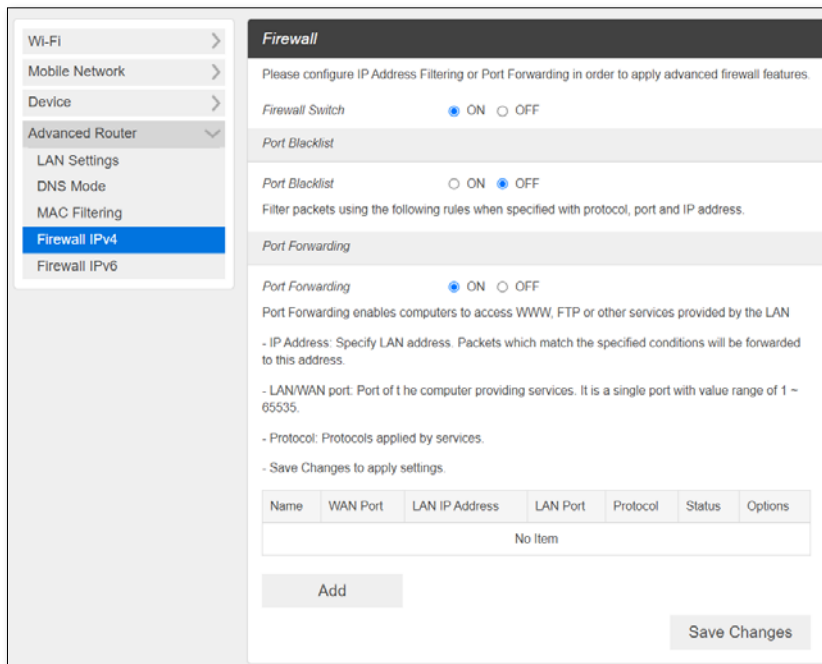 Wi-Fi
Mobile Network
Device
Advanced Router
LAN Settings
DNS Mode
MAC Filtering
Firewall IPv4
Firewall IPv6
Firewall
Please configure IP Address Filtering or Port Forwarding in order to apply advanced firewall features.
Firewall Switch ON OFF
Port Blacklist
Port Blacklist ON OFF
Filter packets using the following rules when specified with protocol, port and IP address.
Port Forwarding
Port Forwarding ON OFF
Port Forwarding enables computers to access WWW, FTP or other services provided by the LAN
- IP Address: Specify LAN address. Packets which match the specified conditions will be forwarded
to this address.
- LAN/WAN port: Port of t he computer providing services. It is a single port with value range of 1 ~
65535.
- Protocol: Protocols applied by services.
- Save Changes to apply settings.
Name WAN Port LAN IP Address LAN Port Protocol Status Options
No Item
Add
Save Changes